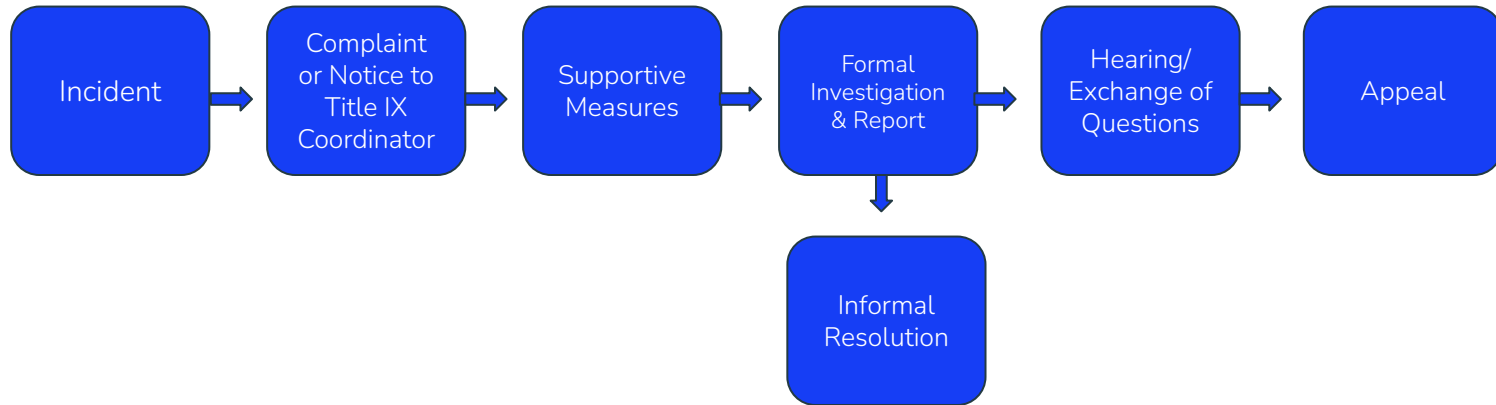 Incident
Complaint
or Notice to
Title IX
Coordinator
Supportive
Measures
Formal
Investigation
& Report
Hearing/
Exchange of
Questions
Appeal
Informal
Resolution